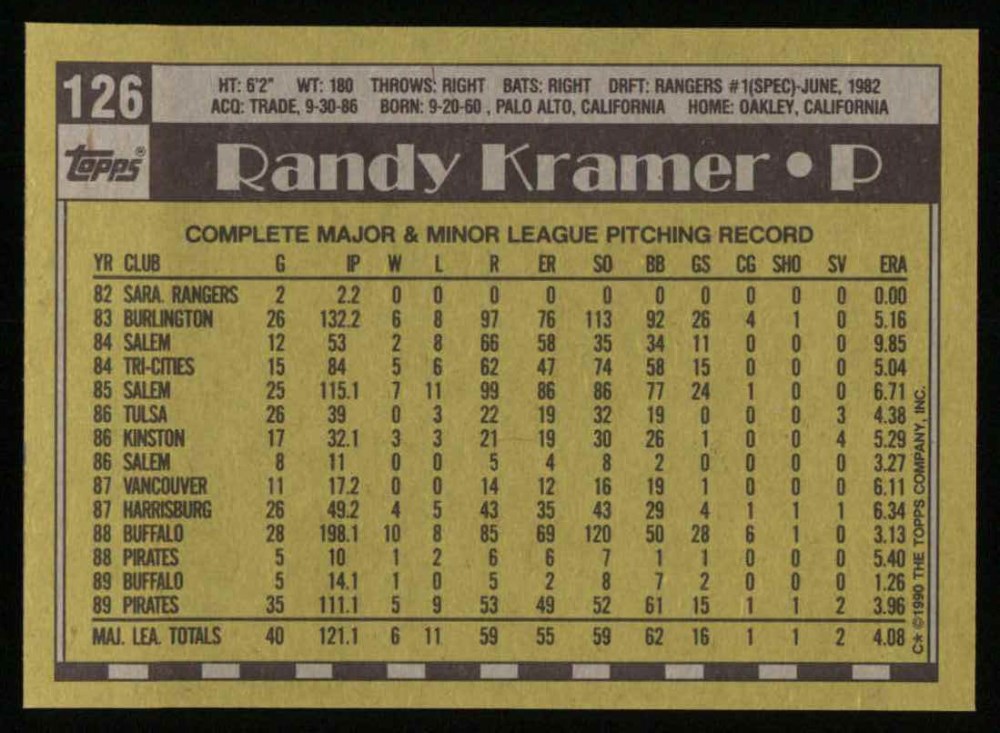 126
HT: 6'2" WT: 180 THROWS: RIGHT BATS: RIGHT DRFT: RANGERS #1(SPEC)-JUNE, 1982
ACQ: TRADE, 9-30-86 BORN: 9-20-60 , PALO ALTO, CALIFORNIA HOME: OAKLEY, CALIFORNIA
Topps®
Randy Kramer • P
COMPLETE MAJOR & MINOR LEAGUE PITCHING RECORD
YR CLUB G IP W L R ER SO BB GS CG SHO SV ERA
82 SARA. RANGERS 2 2.2 0 0 0 0 0 0 0 0 0 0 0.00
83 BURLINGTON 26 132.2 6 8 97 76 113 92 26 4 1 0 5.16
84 SALEM 12 53 2 8 66 58 35 34 11 0 0 0 9.85
84 TRI-CITIES 15 84 5 6 62 47 74 58 15 0 0 0 5.04
85 SALEM 25 115.1 7 11 99 86 86 77 24 1 0 0 6.71
86 TULSA 26 39 0 3 22 19 32 19 0 0 0 3 4.38
86 KINSTON 17 32.1 3 3 21 19 30 26 1 0 0 4 5.29
86 SALEM 8 11 0 0 5 4 8 2 0 0 0 0 3.27
87 VANCOUVER 11 17.2 0 0 14 12 16 19 1 0 0 0 6.11
87 HARRISBURG 26 49.2 4 5 43 35 43 29 4 1 1 1 6.34
88 BUFFALO 28 198.1 10 8 85 69 120 50 28 6 1 0 3.13
88 PIRATES 5 10 1 2 6 6 7 1 1 0 0 0 5.40
89 BUFFALO 5 14.1 1 0 5 2 8 7 2 0 0 0 1.26
89 PIRATES 35 111.1 5 9 53 49 52 61 15 1 1 2 3.96
MAJ. LEA. TOTALS 40 121.1 6 11 59 55 59 62 16 1 1 2 4.08
C* ©1990 THE TOPPS COMPANY, INC.